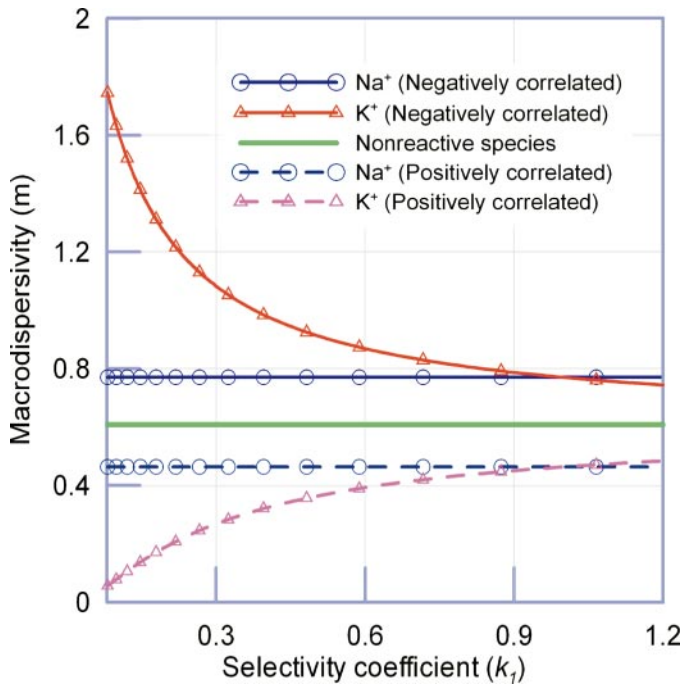 2
1.6
1.2
0.8
0.4
0
Macrodispersivity (m)
Na⁺ (Negatively correlated)
K⁺ (Negatively correlated)
Nonreactive species
Na⁺ (Positively correlated)
K⁺ (Positively correlated)
0.3 0.6 0.9 1.2
Selectivity coefficient (k₁)